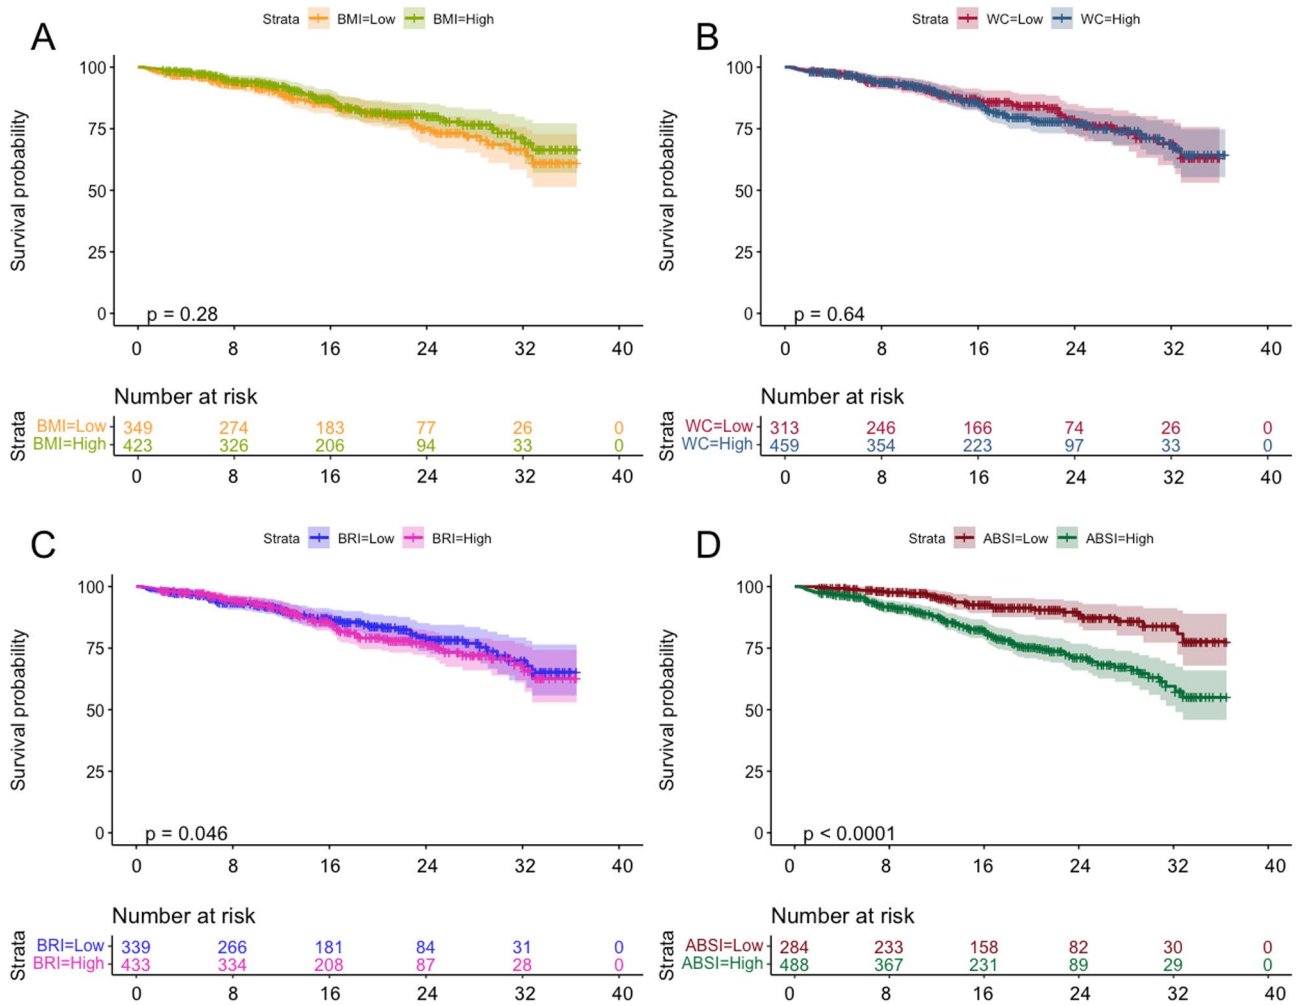 A
Strata BMI=Low BMI=High
Survival probability
100
75
50
25
0
p = 0.28
0 8 16 24 32 40
Number at risk
Strata
BMI=Low 349 274 183 77 26 0
BMI=High 423 326 206 94 33 0
0 8 16 24 32 40
B
Strata WC=Low WC=High
Survival probability
100
75
50
25
0
p = 0.64
0 8 16 24 32 40
Number at risk
Strata
WC=Low 313 246 166 74 26 0
WC=High 459 354 223 97 33 0
0 8 16 24 32 40
C
Strata BRI=Low BRI=High
Survival probability
100
75
50
25
0
p = 0.046
0 8 16 24 32 40
Number at risk
Strata
BRI=Low 339 266 181 84 31 0
BRI=High 433 334 208 87 28 0
0 8 16 24 32 40
D
Strata ABSI=Low ABSI=High
Survival probability
100
75
50
25
0
p < 0.0001
0 8 16 24 32 40
Number at risk
Strata
ABSI=Low 284 233 158 82 30 0
ABSI=High 488 367 231 89 29 0
0 8 16 24 32 40